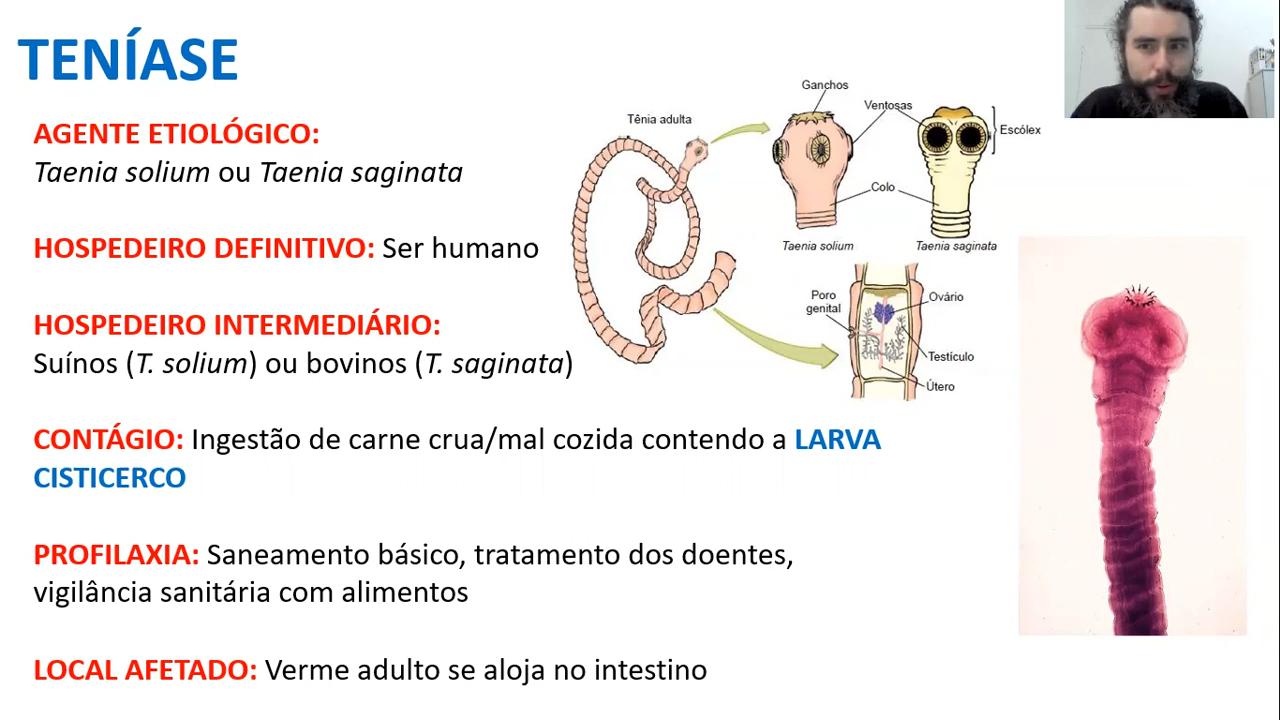 TENÍASE
AGENTE ETIOLÓGICO:
Taenia solium ou Taenia saginata
HOSPEDEIRO DEFINITIVO: Ser humano
HOSPEDEIRO INTERMEDIÁRIO:
Suínos (T. solium) ou bovinos (T. saginata)
CONTÁGIO: Ingestão de carne crua/mal cozida contendo a LARVA
CISTICERCO
PROFILAXIA: Saneamento básico, tratamento dos doentes,
vigilância sanitária com alimentos
LOCAL AFETADO: Verme adulto se aloja no intestino
Tênia adulta
Ganchos
Ventosas
Escólex
Colo
Taenia solium
Taenia saginata
Poro
genital
Ovário
Testículo
Útero